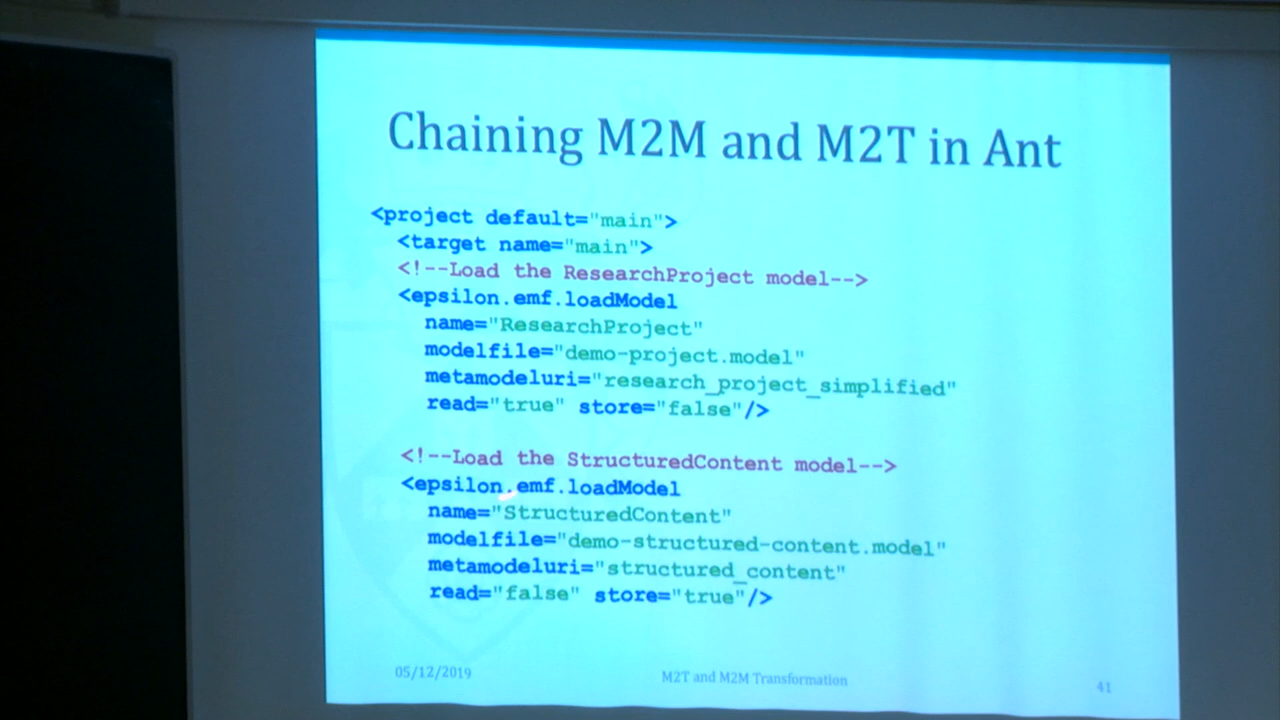 Chaining M2M and M2T in Ant
<project default="main">
<target name="main">
<!--Load the ResearchProject model-->
<epsilon.emf.loadModel
name="ResearchProject"
modelfile="demo-project.model"
metamodeluri="research_project_simplified"
read="true" store="false"/>
<!--Load the StructuredContent model-->
<epsilon.emf.loadModel
name="StructuredContent"
modelfile="demo-structured-content.model"
metamodeluri="structured_content"
read="false" store="true"/>
05/12/2019
M2T and M2M Transformation
41